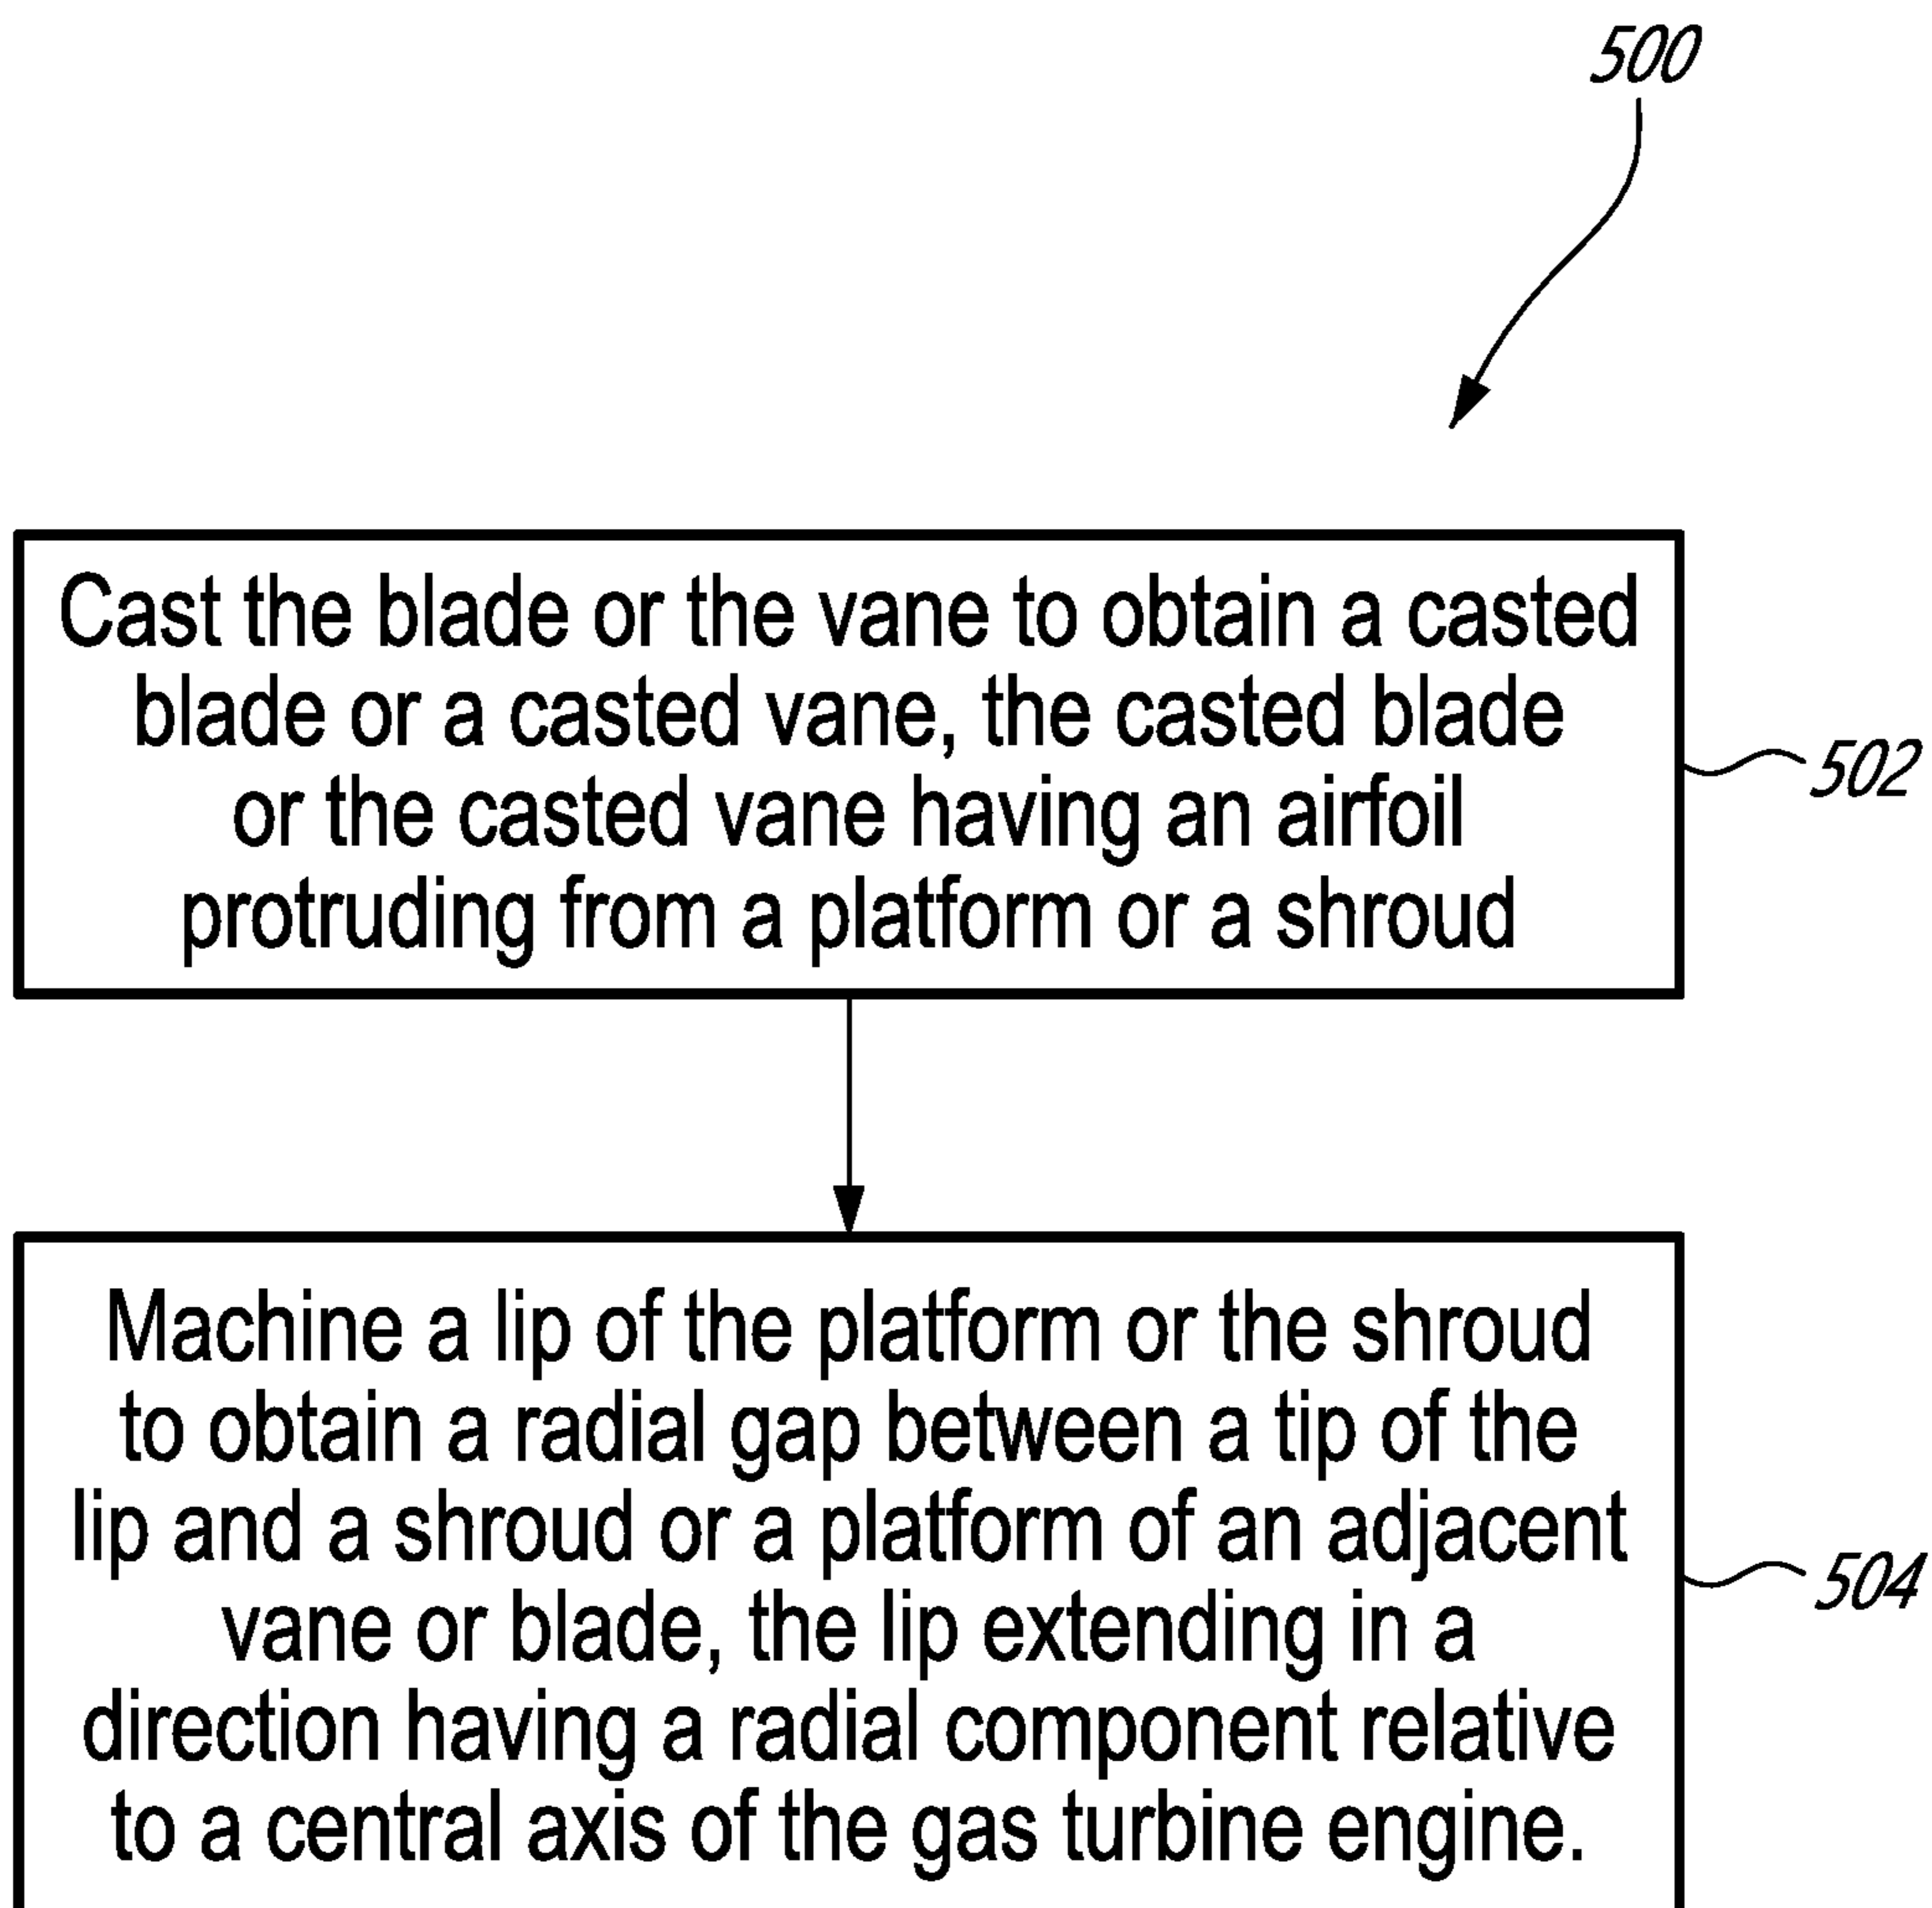 500
Cast the blade or the vane to obtain a casted
blade or a casted vane, the casted blade
or the casted vane having an airfoil
protruding from a platform or a shroud
502
Machine a lip of the platform or the shroud
to obtain a radial gap between a tip of the
lip and a shroud or a platform of an adjacent
vane or blade, the lip extending in a
direction having a radial component relative
to a central axis of the gas turbine engine.
504